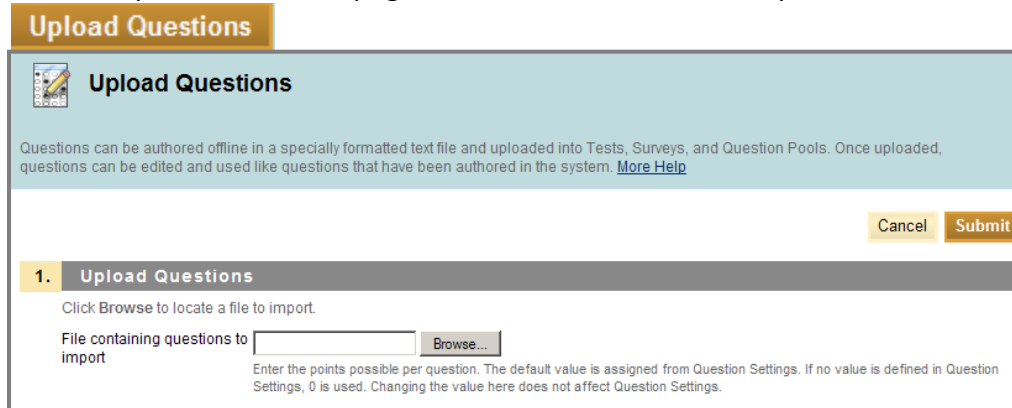 Upload Questions
Upload Questions
Questions can be authored offline in a specially formatted text file and uploaded into Tests, Surveys, and Question Pools. Once uploaded,
questions can be edited and used like questions that have been authored in the system. More Help
Cancel Submit
1. Upload Questions
Click Browse to locate a file to import.
File containing questions to
import
Browse...
Enter the points possible per question. The default value is assigned from Question Settings. If no value is defined in Question
Settings, 0 is used. Changing the value here does not affect Question Settings.